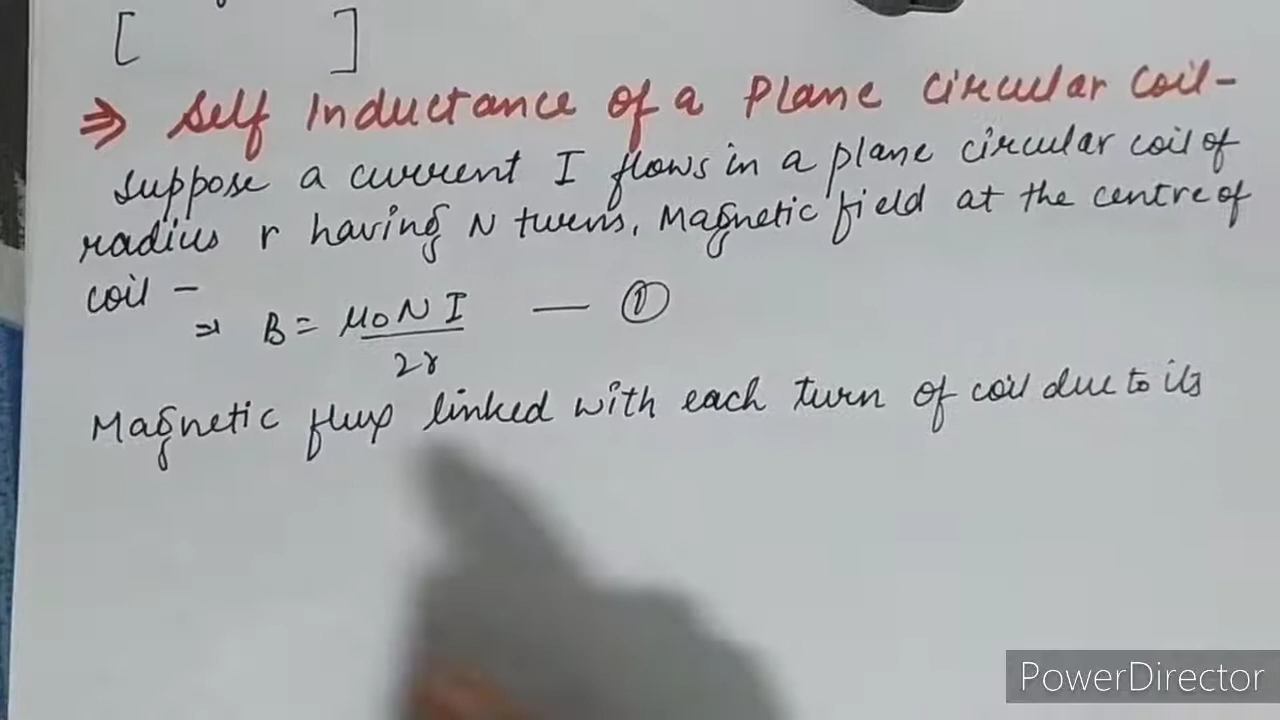 [ ]
⇒ Self Inductance of a Plane Circular Coil -
Suppose a current I flows in a plane circular coil of
radius r having N turns, Magnetic field at the centre of
coil -
⇒ B = μ0NI/2r — ①
Magnetic flux linked with each turn of coil due to its
PowerDirector